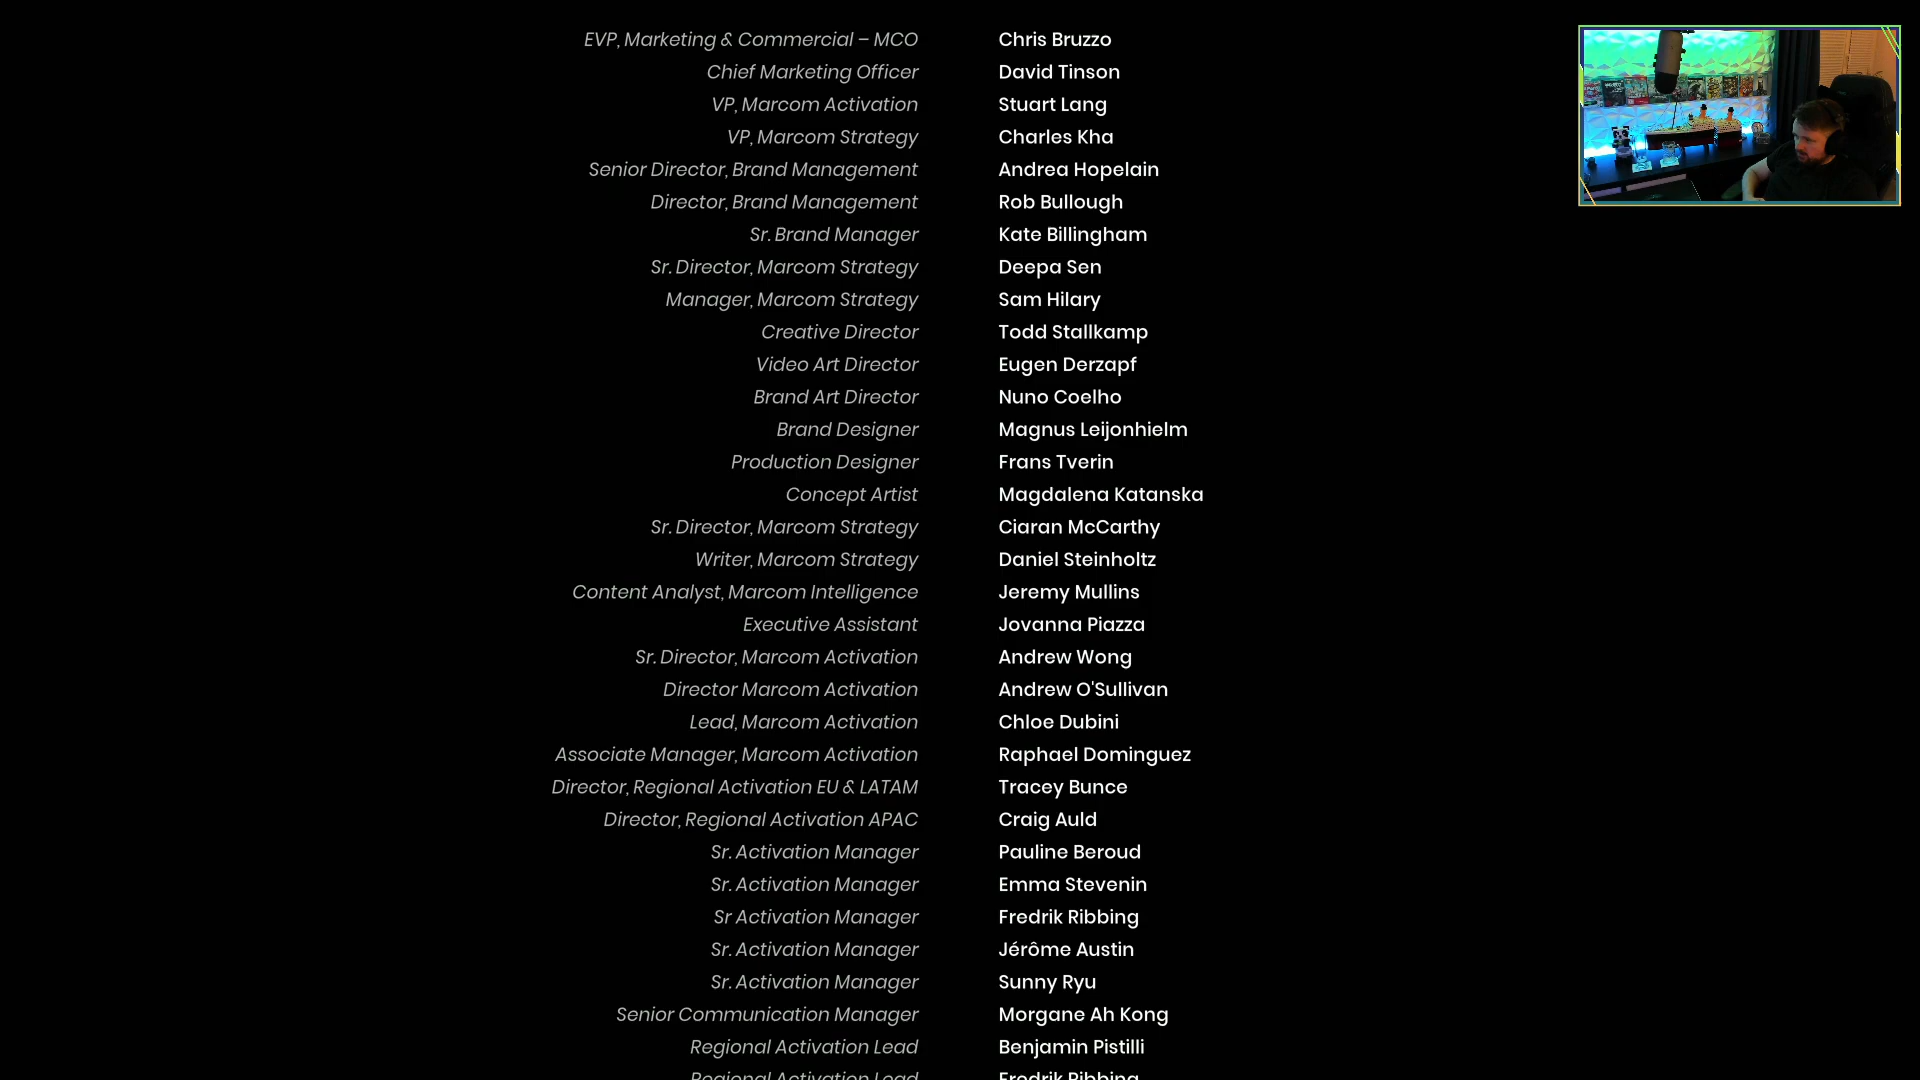 EVP, Marketing & Commercial – MCO Chris Bruzzo
Chief Marketing Officer David Tinson
VP, Marcom Activation Stuart Lang
VP, Marcom Strategy Charles Kha
Senior Director, Brand Management Andrea Hopelain
Director, Brand Management Rob Bullough
Sr. Brand Manager Kate Billingham
Sr. Director, Marcom Strategy Deepa Sen
Manager, Marcom Strategy Sam Hilary
Creative Director Todd Stallkamp
Video Art Director Eugen Derzapf
Brand Art Director Nuno Coelho
Brand Designer Magnus Leijonhielm
Production Designer Frans Tverin
Concept Artist Magdalena Katanska
Sr. Director, Marcom Strategy Ciaran McCarthy
Writer, Marcom Strategy Daniel Steinholtz
Content Analyst, Marcom Intelligence Jeremy Mullins
Executive Assistant Jovanna Piazza
Sr. Director, Marcom Activation Andrew Wong
Director Marcom Activation Andrew O'Sullivan
Lead, Marcom Activation Chloe Dubini
Associate Manager, Marcom Activation Raphael Dominguez
Director, Regional Activation EU & LATAM Tracey Bunce
Director, Regional Activation APAC Craig Auld
Sr. Activation Manager Pauline Beroud
Sr. Activation Manager Emma Stevenin
Sr Activation Manager Fredrik Ribbing
Sr. Activation Manager Jérôme Austin
Sr. Activation Manager Sunny Ryu
Senior Communication Manager Morgane Ah Kong
Regional Activation Lead Benjamin Pistilli
Regional Activation Lead Fredrik Ribbing